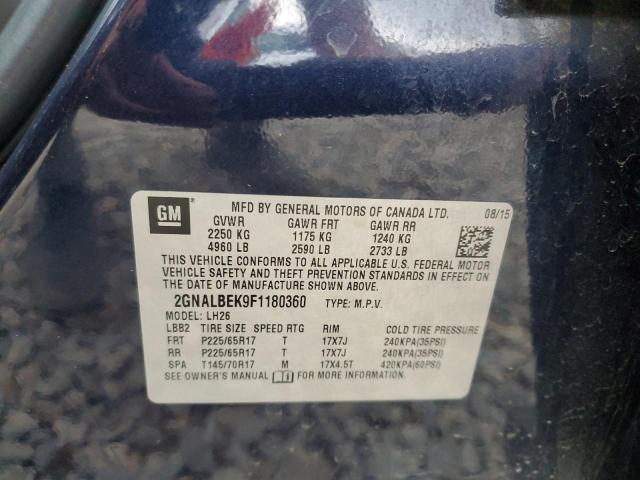 GM
MFD BY GENERAL MOTORS OF CANADA LTD. 08/15
GVWR GAWR FRT GAWR RR
2250 KG 1175 KG 1240 KG
4960 LB 2590 LB 2733 LB
THIS VEHICLE CONFORMS TO ALL APPLICABLE U.S. FEDERAL MOTOR
VEHICLE SAFETY AND THEFT PREVENTION STANDARDS IN EFFECT ON
THE DATE OF MANUFACTURE SHOWN ABOVE.
2GNALBEK9F1180360 TYPE: M.P.V.
MODEL: LH26
LBB2 TIRE SIZE SPEED RTG RIM COLD TIRE PRESSURE
FRT P225/65R17 T 17X7J 240KPA(35PSI)
RR P225/65R17 T 17X7J 240KPA(35PSI)
SPA T145/70R17 M 17X4.5T 420KPA(60PSI)
SEE OWNER'S MANUAL FOR MORE INFORMATION.